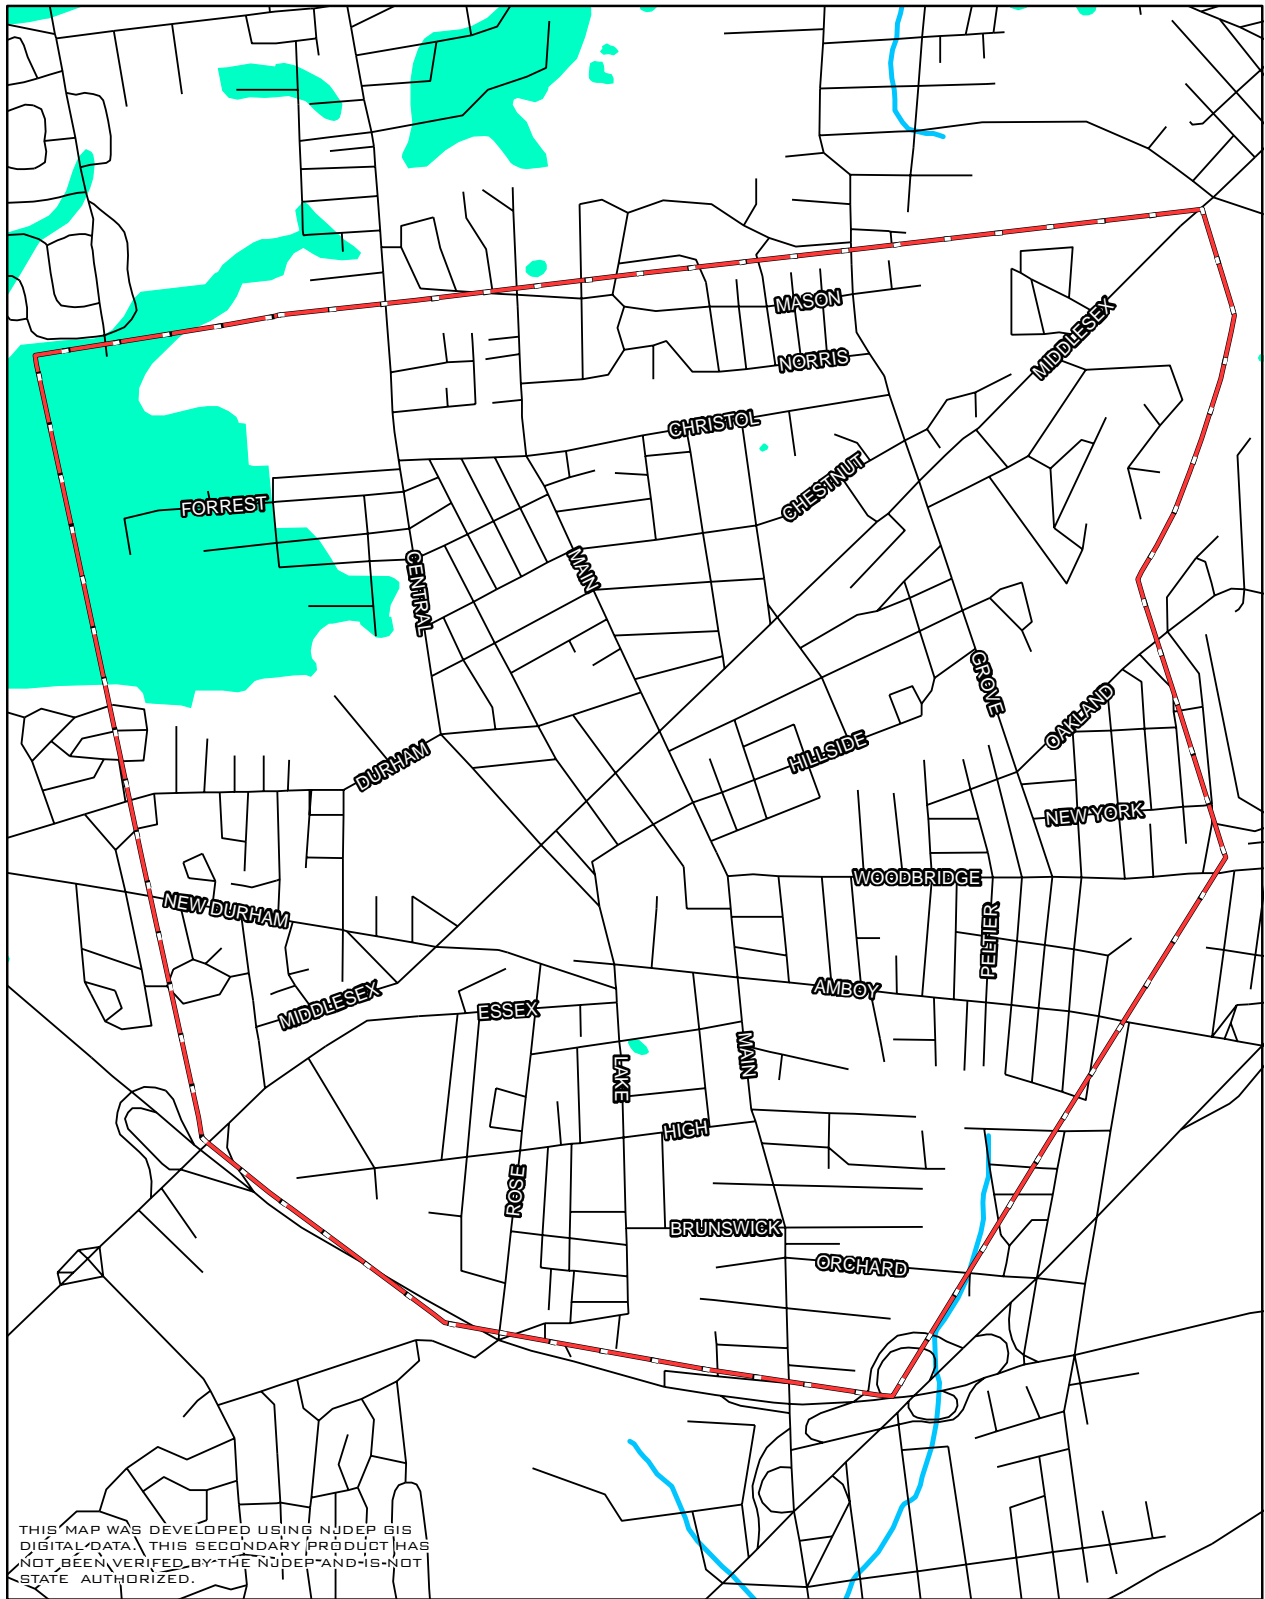 MASON
MIDDLESEX
NORRIS
CHRISTOL
CHESTNUT
FORREST
CENTRAL
MAIN
GROVE
OAKLAND
HILLSIDE
DURHAM
NEW YORK
WOODBRIDGE
NEW DURHAM
PELTIER
AMBOY
MIDDLESEX
ESSEX
MAIN
LAKE
HIGH
ROSE
BRUNSWICK
ORCHARD
THIS MAP WAS DEVELOPED USING NJDEP GIS
DIGITAL DATA. THIS SECONDARY PRODUCT HAS
NOT BEEN VERIFED BY THE NJDEP AND IS NOT
STATE AUTHORIZED.